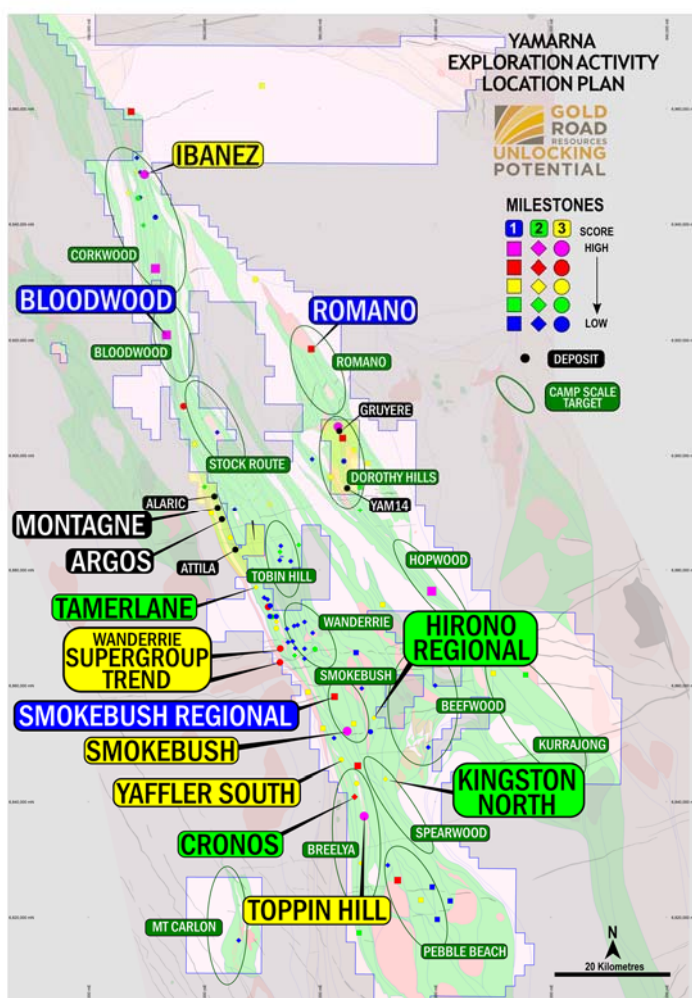 YAMARNA
EXPLORATION ACTIVITY
LOCATION PLAN
GOLD
ROAD
RESOURCES
UNLOCKING
POTENTIAL
MILESTONES
1 2 3 SCORE
HIGH
LOW
DEPOSIT
CAMP SCALE
TARGET
IBANEZ
CORKWOOD
BLOODWOOD
BLOODWOOD
ROMANO
ROMANO
GRUYERE
STOCK ROUTE
DOROTHY HILLS
YAM14
ALARIC
MONTAGNE
ARGOS
ATTILA
TOBIN HILL
HOPWOOD
TAMERLANE
WANDERRIE
WANDERRIE
SUPERGROUP
TREND
HIRONO
REGIONAL
SMOKEBUSH
SMOKEBUSH REGIONAL
BEEFWOOD
SMOKEBUSH
KURRAJONG
YAFFLER SOUTH
KINGSTON
NORTH
CRONOS
SPEARWOOD
BREELYA
TOPPIN HILL
MT CARLON
PEBBLE BEACH
N
20 Kilometres